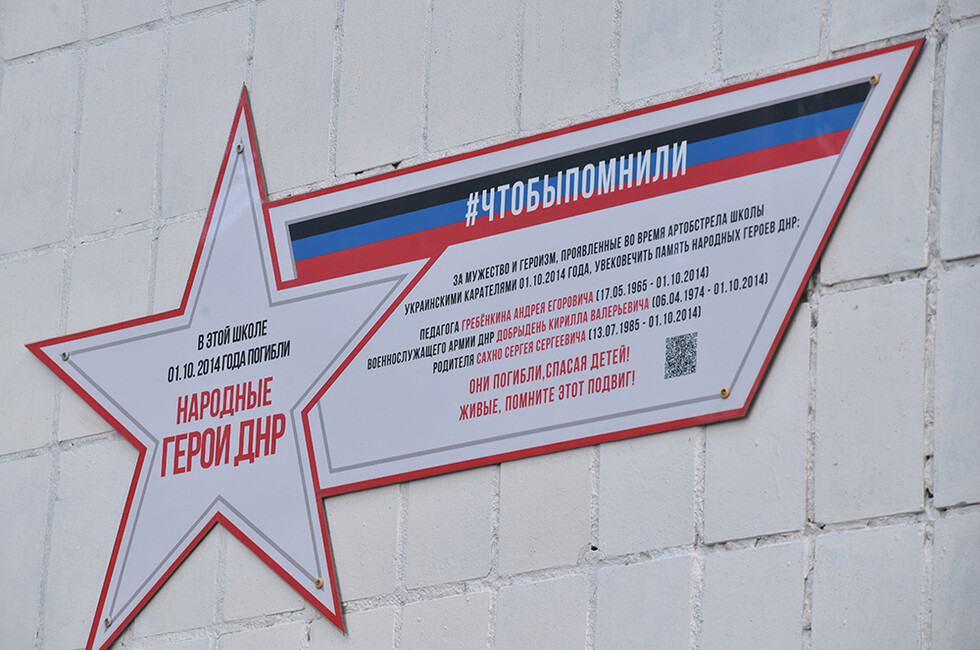 В ЭТОЙ ШКОЛЕ
01.10. 2014 ГОДА ПОГИБЛИ
НАРОДНЫЕ
ГЕРОИ ДНР
#ЧТОБЫПОМНИЛИ
ЗА МУЖЕСТВО И ГЕРОИЗМ, ПРОЯВЛЕННЫЕ ВО ВРЕМЯ АРТОБСТРЕЛА ШКОЛЫ
УКРАИНСКИМИ КАРАТЕЛЯМИ 01.10.2014 ГОДА, УВЕКОВЕЧИТЬ ПАМЯТЬ НАРОДНЫХ ГЕРОЕВ ДНР:
ПЕДАГОГА ГРЕБЁНКИНА АНДРЕЯ ЕГОРОВИЧА (17.05.1965 - 01.10.2014)
ВОЕННОСЛУЖАЩЕГО АРМИИ ДНР ДОБРЫДЕНЬ КИРИЛЛА ВАЛЕРЬЕВИЧА (06.04.1974 - 01.10.2014)
РОДИТЕЛЯ САХНО СЕРГЕЯ СЕРГЕЕВИЧА (13.07.1985 - 01.10.2014)
ОНИ ПОГИБЛИ,СПАСАЯ ДЕТЕЙ!
ЖИВЫЕ, ПОМНИТЕ ЭТОТ ПОДВИГ!